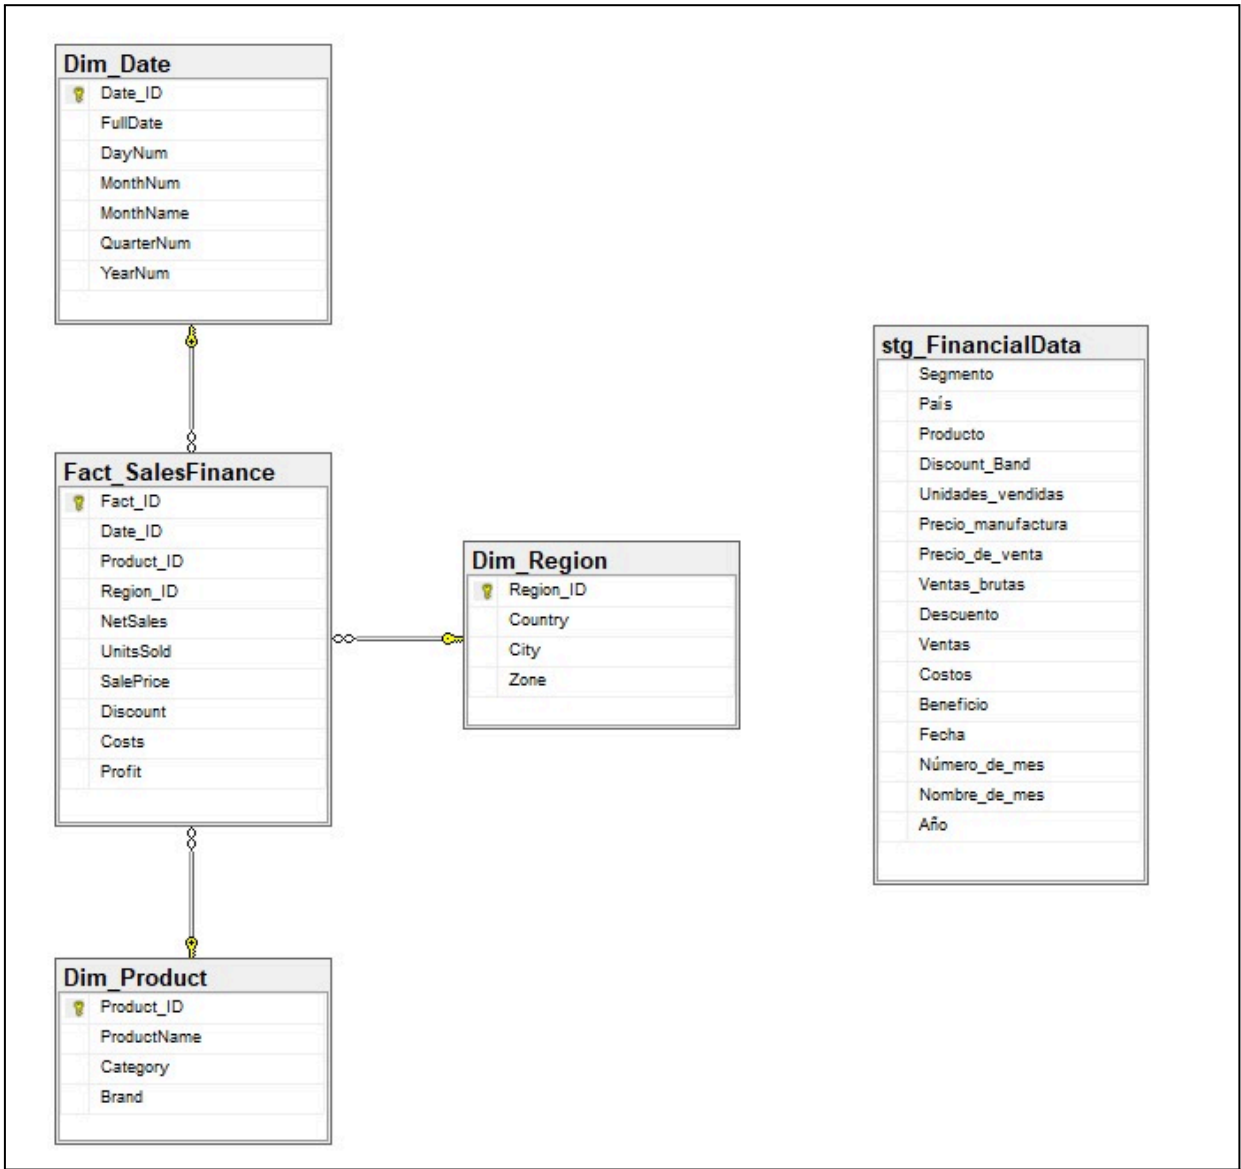 Dim_Date
Date_ID
FullDate
DayNum
MonthNum
MonthName
QuarterNum
YearNum
Fact_SalesFinance
Fact_ID
Date_ID
Product_ID
Region_ID
NetSales
UnitsSold
SalePrice
Discount
Costs
Profit
Dim_Region
Region_ID
Country
City
Zone
Dim_Product
Product_ID
ProductName
Category
Brand
stg_FinancialData
Segmento
País
Producto
Discount_Band
Unidades_vendidas
Precio_manufactura
Precio_de_venta
Ventas_brutas
Descuento
Ventas
Costos
Beneficio
Fecha
Número_de_mes
Nombre_de_mes
Año